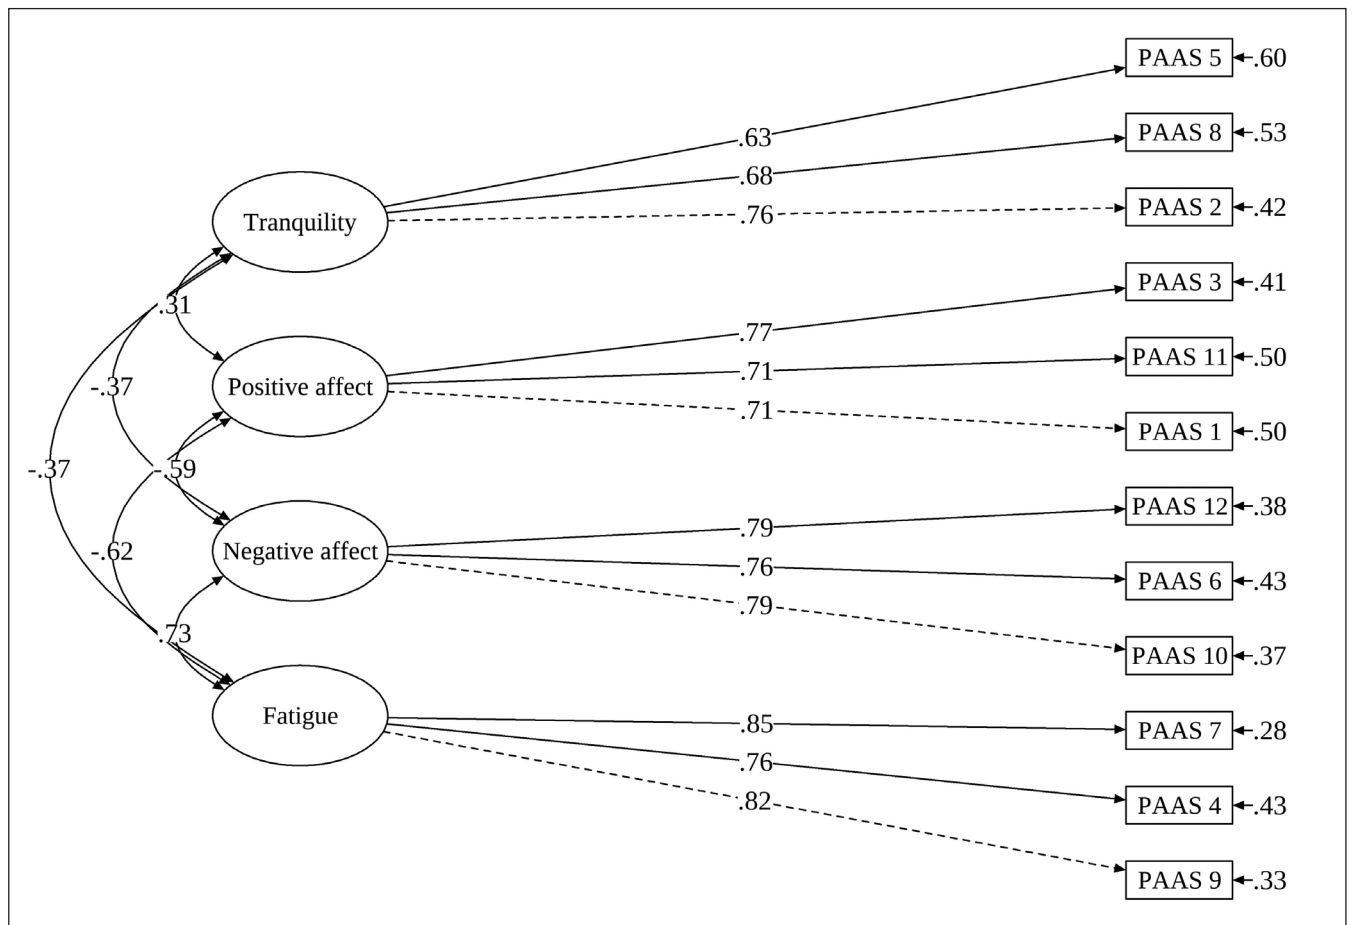 PAAS 5 .60
.63
PAAS 8 .53
.68
Tranquility .76 PAAS 2 .42
PAAS 3 .41
.31
.77
PAAS 11 .50
.71
-.37 Positive affect
.71
PAAS 1 .50
-.37 -.59
PAAS 12 .38
.79
-.62 Negative affect
.76
PAAS 6 .43
.79
.73
PAAS 10 .37
Fatigue .85 PAAS 7 .28
.76
.82
PAAS 4 .43
PAAS 9 .33